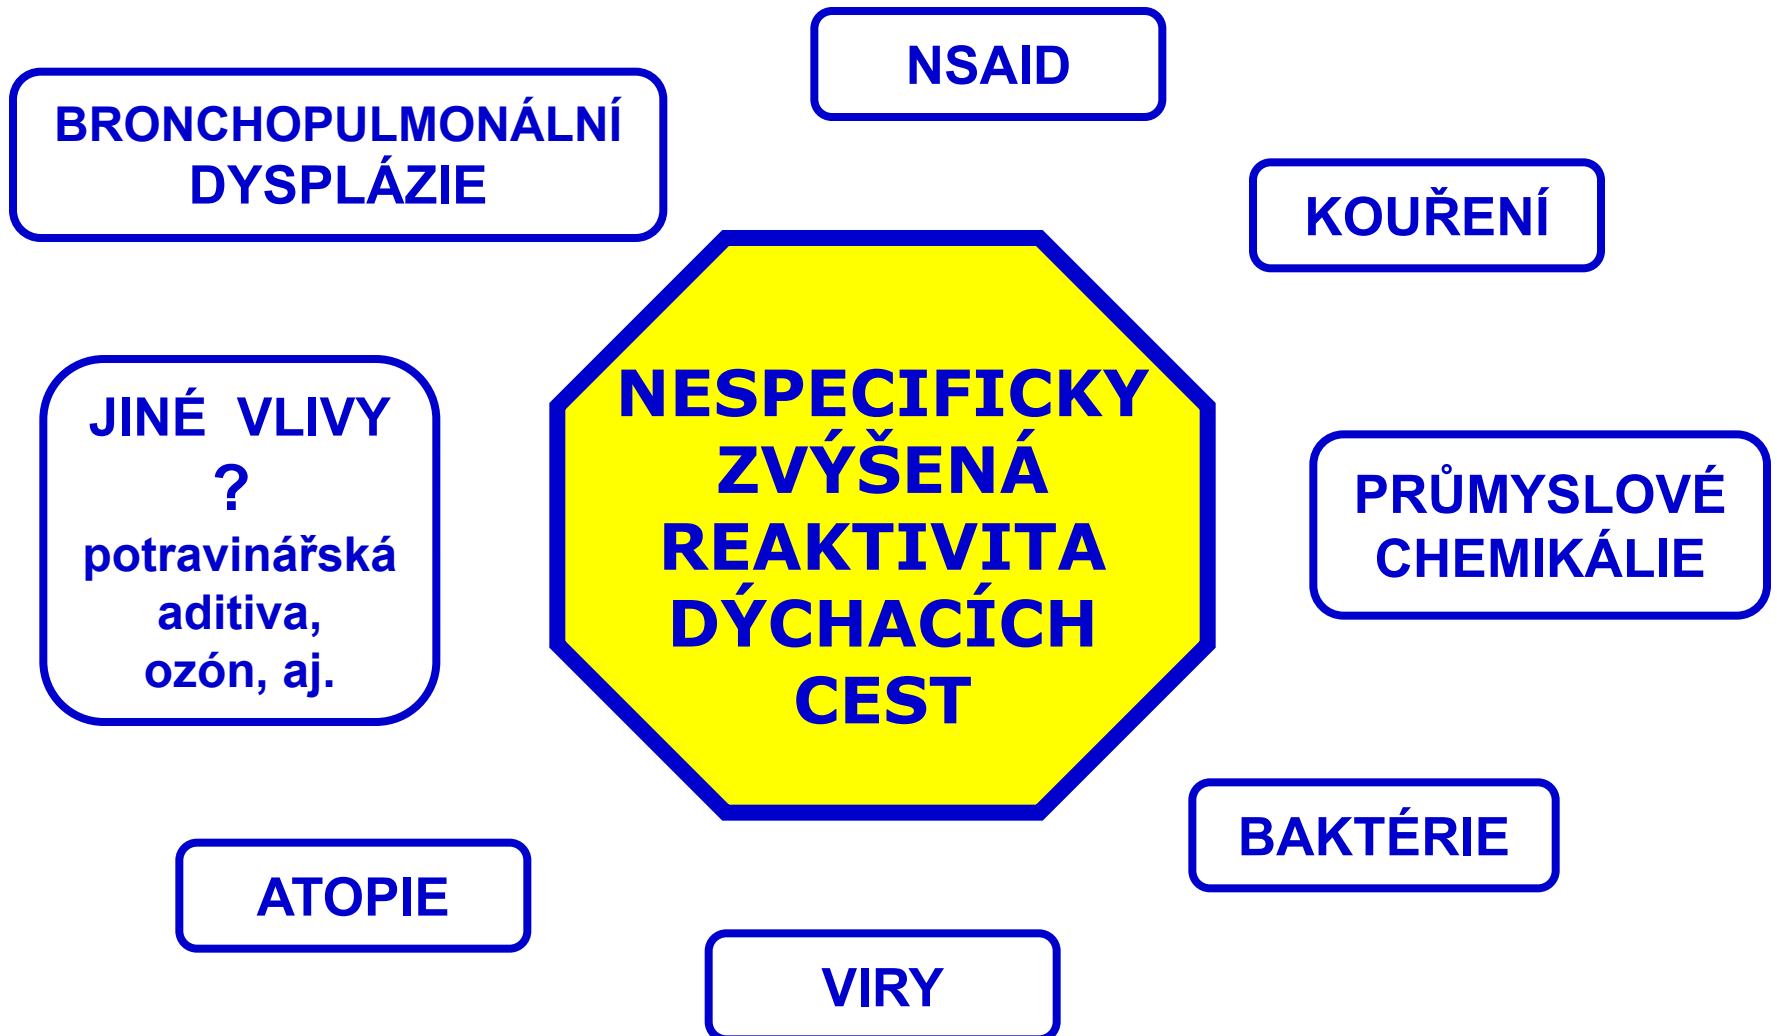 NSAID
BRONCHOPULMONÁLNÍ
DYSPLÁZIE
KOUŘENÍ
NESPECIFICKY
ZVÝŠENÁ
REAKTIVITA
DÝCHACÍCH
CEST
JINÉ VLIVY
?
potravinářská
aditiva,
ozón, aj.
PRŮMYSLOVÉ
CHEMIKÁLIE
BAKTÉRIE
ATOPIE
VIRY